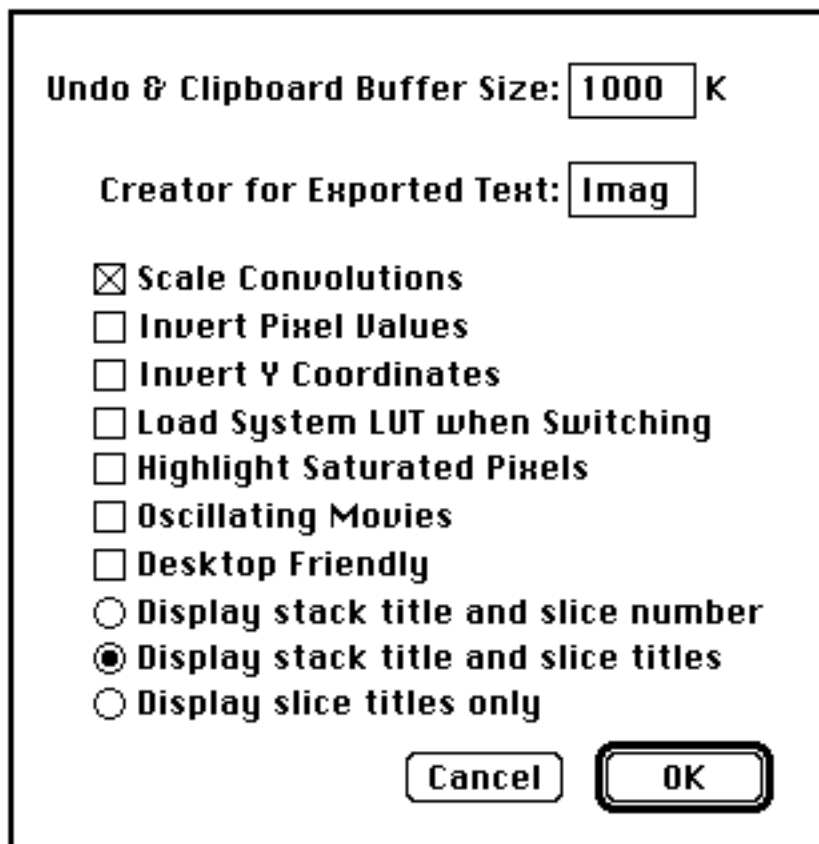 Undo & Clipboard Buffer Size: 1000 K
Creator for Exported Text: Imag
Scale Convolutions
Invert Pixel Values
Invert Y Coordinates
Load System LUT when Switching
Highlight Saturated Pixels
Oscillating Movies
Desktop Friendly
Display stack title and slice number
Display stack title and slice titles
Display slice titles only
Cancel OK